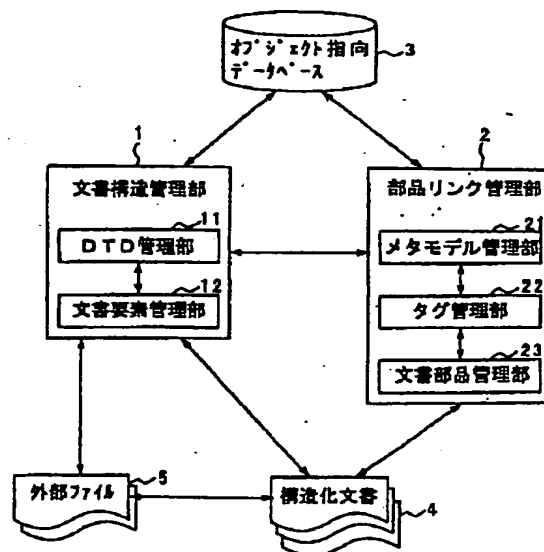 オブジェクト指向
データベース
3
1
2
文書構造管理部
部品リンク管理部
11
DTD管理部
21
メタモデル管理部
12
文書要素管理部
22
タグ管理部
23
文書部品管理部
外部ファイル
5
構造化文書
4